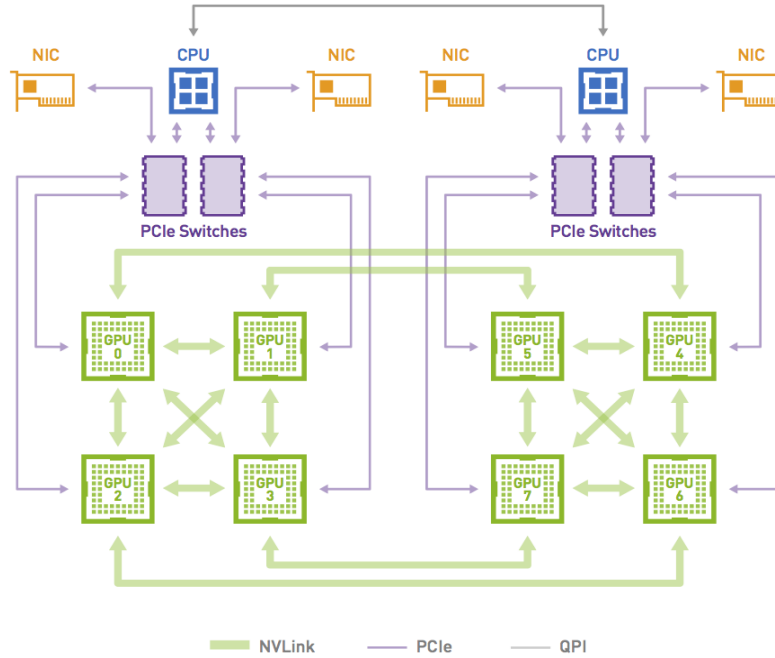 NIC
CPU
NIC
NIC
CPU
NIC
PCIe Switches
PCIe Switches
GPU
0
GPU
1
GPU
5
GPU
4
GPU
2
GPU
3
GPU
7
GPU
6
NVLink
PCIe
QPI